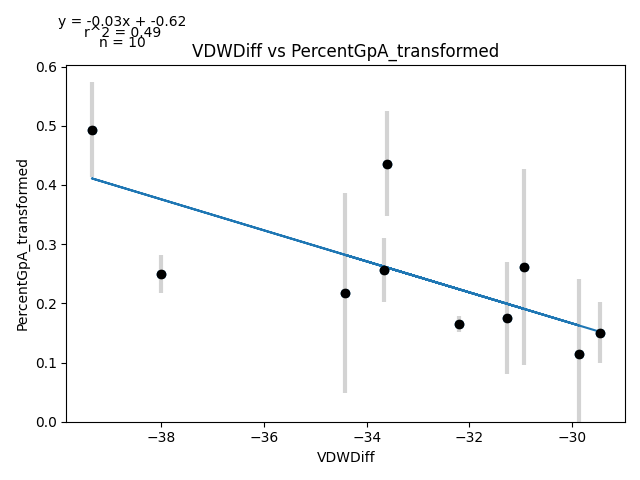 y = -0.03x + -0.62
r^2 = 0.49
n = 10
VDWDiff vs PercentGpA_transformed
PercentGpA_transformed
0.6
0.5
0.4
0.3
0.2
0.1
0.0
−38
−36
−34
−32
−30
VDWDiff